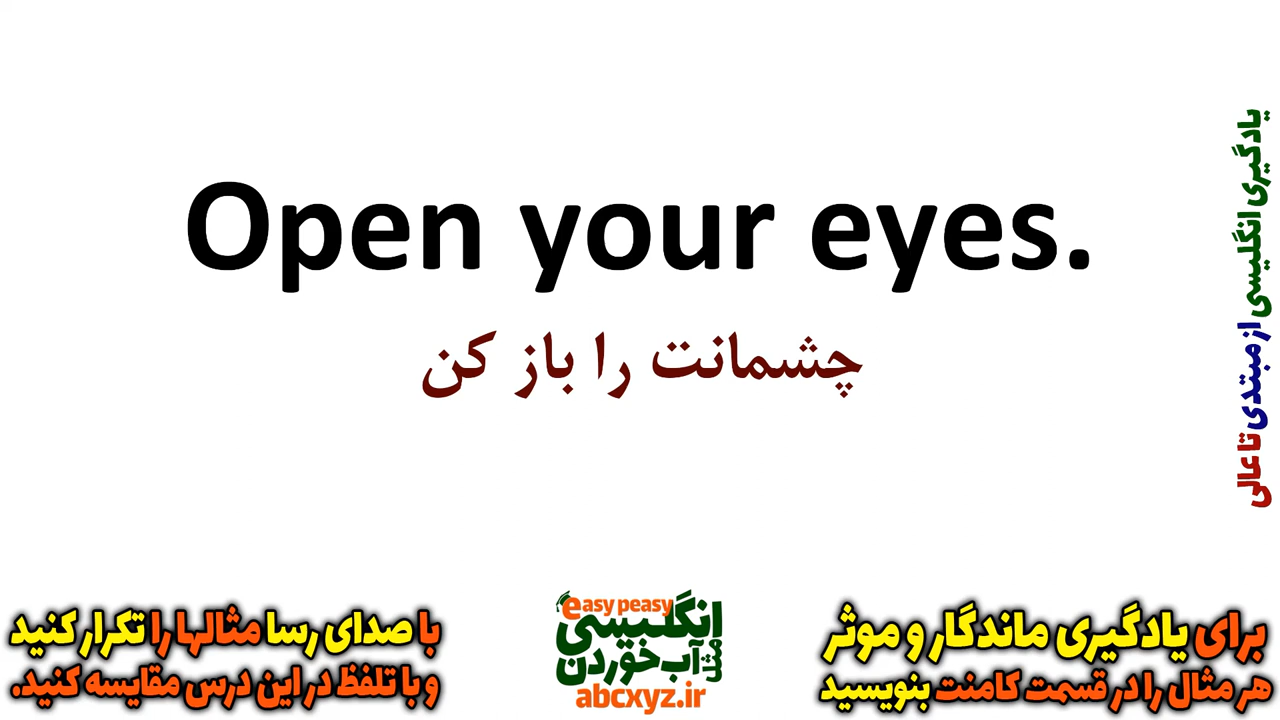 Open your eyes.
چشمانت را باز کن
یادگیری انگلیسی از مبتدی تا عالی
برای یادگیری ماندگار و موثر
هر مثال را در قسمت کامنت بنویسید
easy peasy
انگلیسی
مثل آب خوردن
abcxyz.ir
با صدای رسا مثالها را تکرار کنید
و با تلفظ در این درس مقایسه کنید.